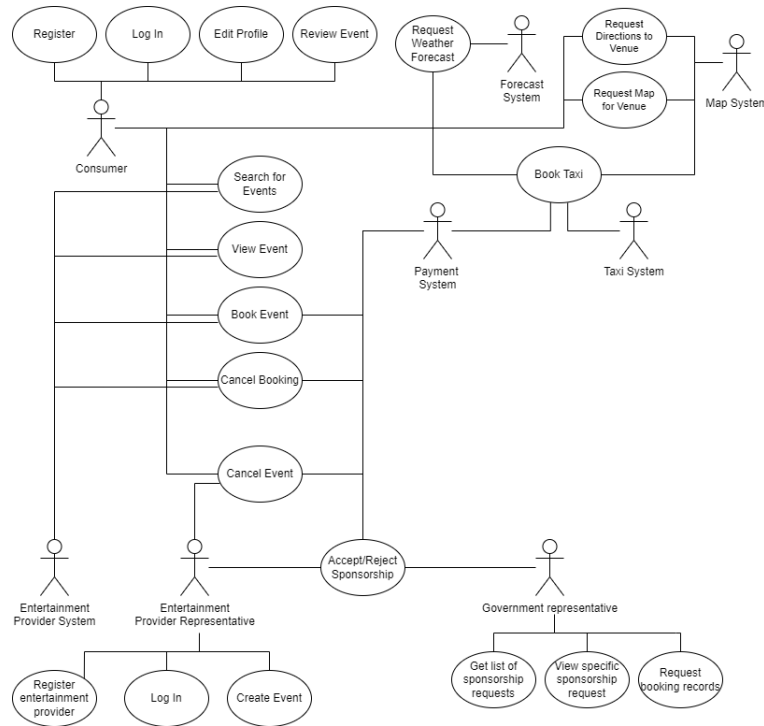 Register
Log In
Edit Profile
Review Event
Request
Weather
Forecast
Forecast
System
Request
Directions to
Venue
Request Map
for Venue
Map System
Consumer
Search for
Events
Book Taxi
View Event
Payment
System
Taxi System
Book Event
Cancel Booking
Cancel Event
Accept/Reject
Sponsorship
Entertainment
Provider System
Entertainment
Provider Representative
Government representative
Register
entertainment
provider
Log In
Create Event
Get list of
sponsorship
requests
View specific
sponsorship
request
Request
booking records